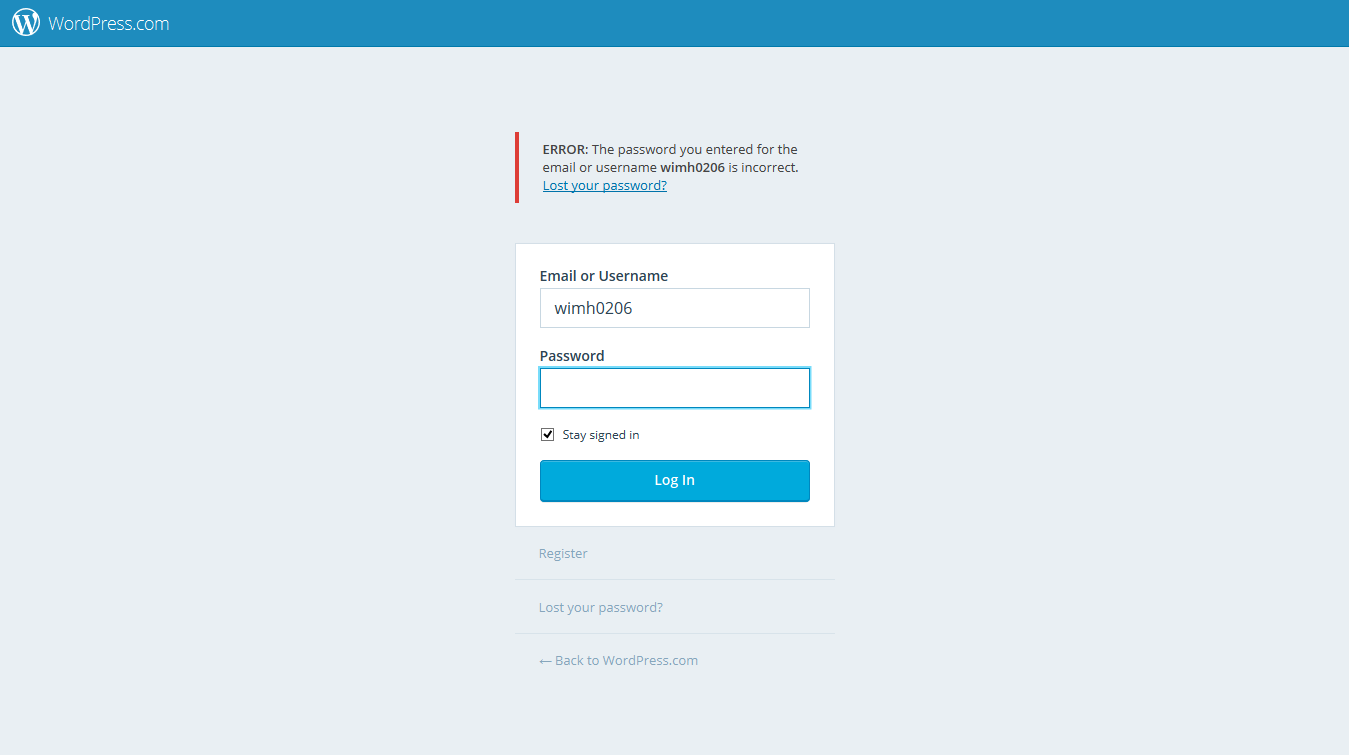 WordPress.com
ERROR: The password you entered for the
email or username wimh0206 is incorrect.
Lost your password?
Email or Username
wimh0206
Password
Stay signed in
Log In
Register
Lost your password?
← Back to WordPress.com